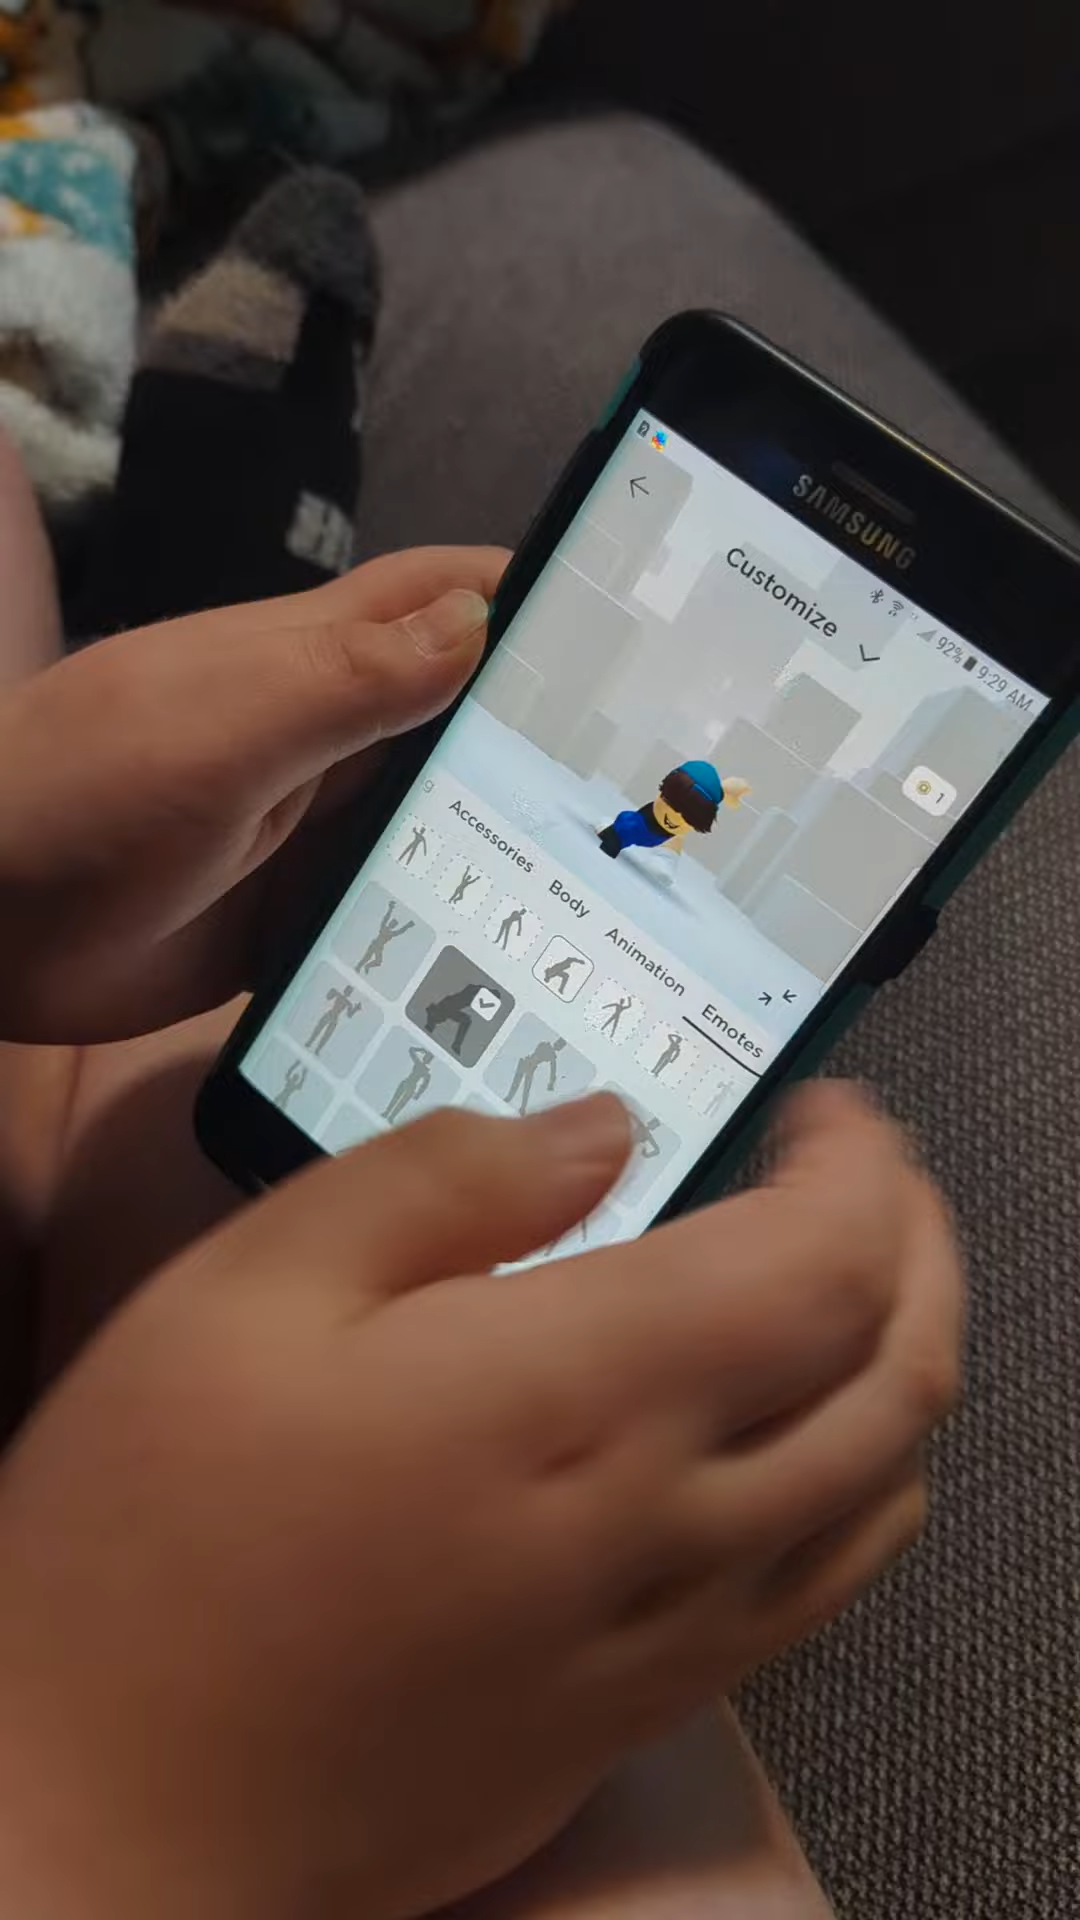 SAMSUNG
92% 9:29 AM
Customize
1
g Accessories Body Animation Emotes